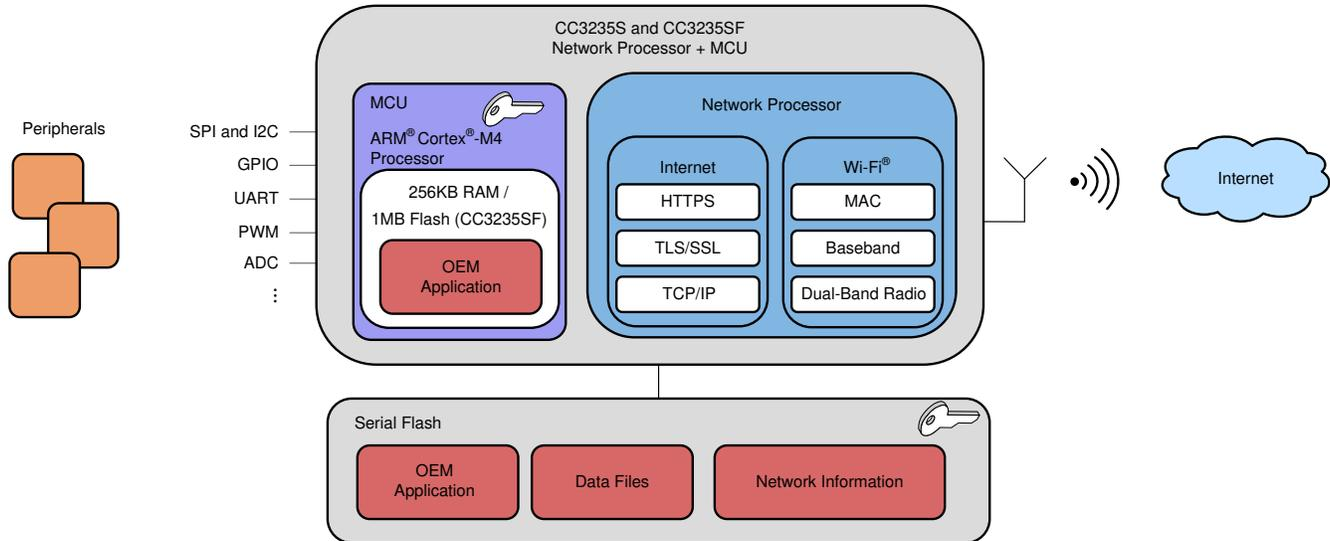 CC3235S and CC3235SF
Network Processor + MCU
Peripherals
SPI and I2C
GPIO
UART
PWM
ADC
⋮
MCU
ARM® Cortex®-M4
Processor
256KB RAM /
1MB Flash (CC3235SF)
OEM
Application
Network Processor
Internet
HTTPS
TLS/SSL
TCP/IP
Wi-Fi®
MAC
Baseband
Dual-Band Radio
Internet
Serial Flash
OEM
Application
Data Files
Network Information